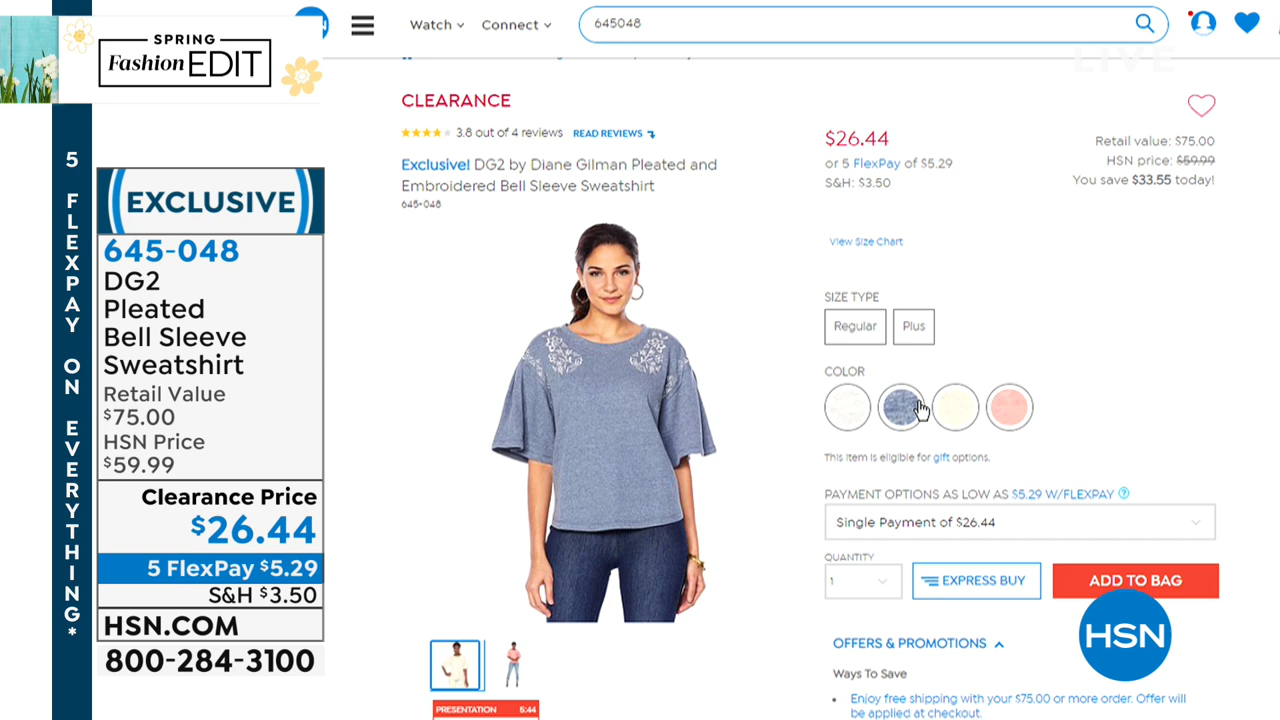 SPRING
Fashion EDIT
5 FLEXPAY ON EVERYTHING*
EXCLUSIVE
645-048
DG2
Pleated
Bell Sleeve
Sweatshirt
Retail Value
$75.00
HSN Price
$59.99
Clearance Price
$26.44
5 FlexPay $5.29
S&H $3.50
HSN.COM
800-284-3100
Watch
Connect
645048
LIVE
CLEARANCE
3.8 out of 4 reviews READ REVIEWS
Exclusive! DG2 by Diane Gilman Pleated and
Embroidered Bell Sleeve Sweatshirt
645-048
PRESENTATION 5:44
$26.44
or 5 FlexPay of $5.29
S&H: $3.50
Retail value: $75.00
HSN price: $59.99
You save $33.55 today!
View Size Chart
SIZE TYPE
Regular Plus
COLOR
This item is eligible for gift options.
PAYMENT OPTIONS AS LOW AS $5.29 W/FLEXPAY ?
Single Payment of $26.44
QUANTITY
1
EXPRESS BUY
ADD TO BAG
HSN
OFFERS & PROMOTIONS
Ways To Save
• Enjoy free shipping with your $75.00 or more order. Offer will
be applied at checkout.